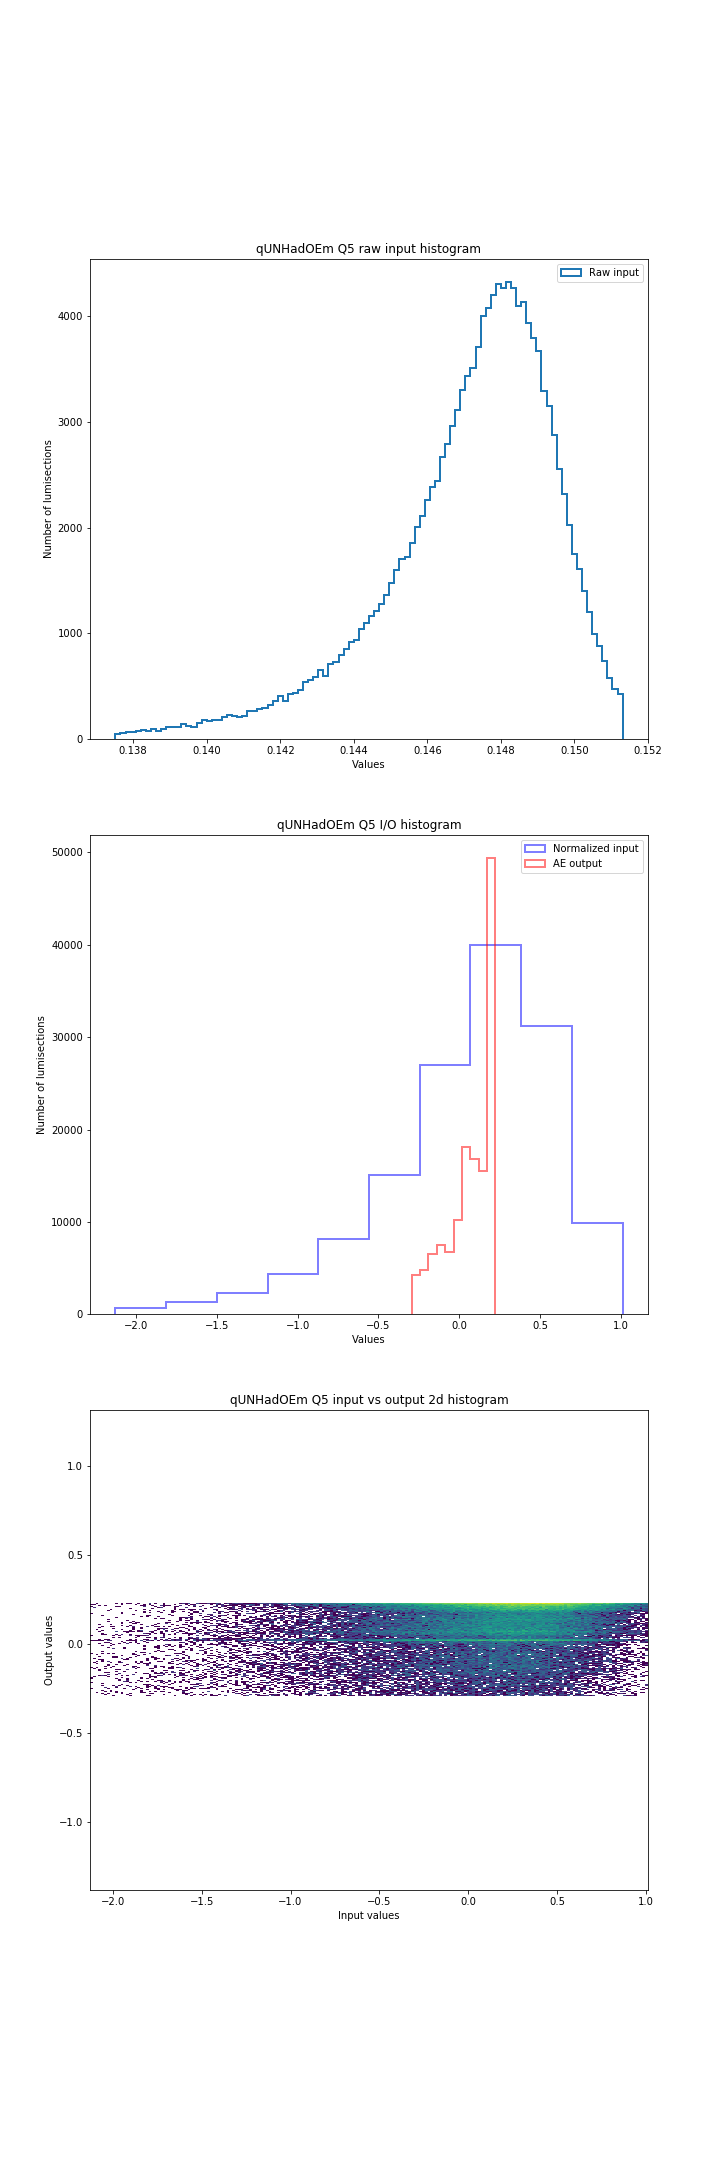 qUNHadOEm Q5 raw input histogram
Raw input
Number of lumisections
4000
3000
2000
1000
0
0.138 0.140 0.142 0.144 0.146 0.148 0.150 0.152
Values
qUNHadOEm Q5 I/O histogram
Normalized input
AE output
Number of lumisections
50000
40000
30000
20000
10000
0
−2.0 −1.5 −1.0 −0.5 0.0 0.5 1.0
Values
qUNHadOEm Q5 input vs output 2d histogram
Output values
1.0
0.5
0.0
−0.5
−1.0
−2.0 −1.5 −1.0 −0.5 0.0 0.5 1.0
Input values